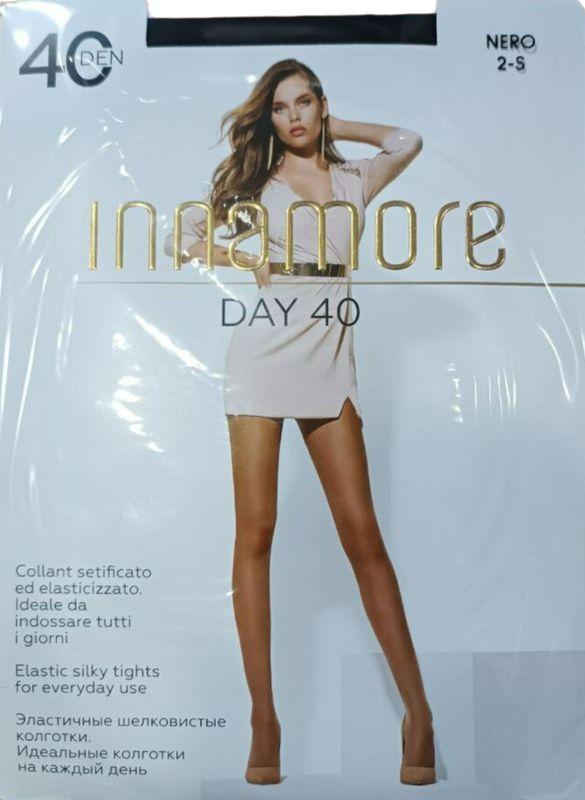 40 DEN
NERO
2-S
innamore
DAY 40
Collant setificato
ed elasticizzato.
Ideale da
indossare tutti
i giorni
Elastic silky tights
for everyday use
Эластичные шелковистые
колготки.
Идеальные колготки
на каждый день